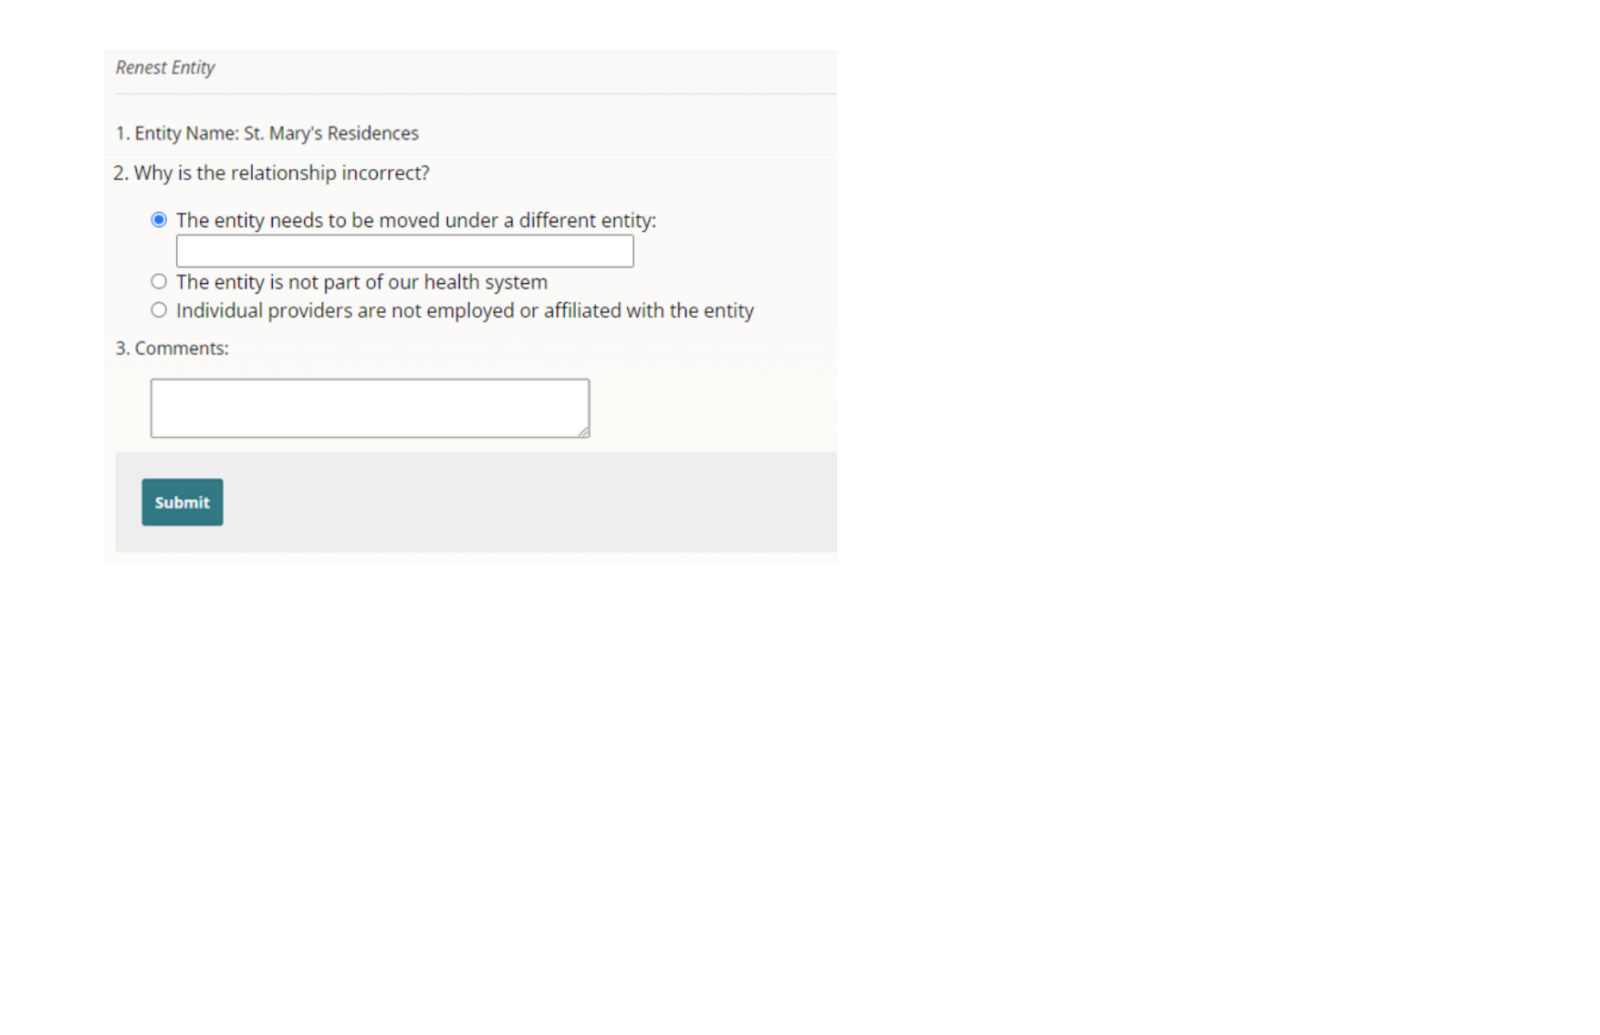 Renest Entity
1. Entity Name: St. Mary's Residences
2. Why is the relationship incorrect?
The entity needs to be moved under a different entity:
The entity is not part of our health system
Individual providers are not employed or affiliated with the entity
3. Comments:
Submit